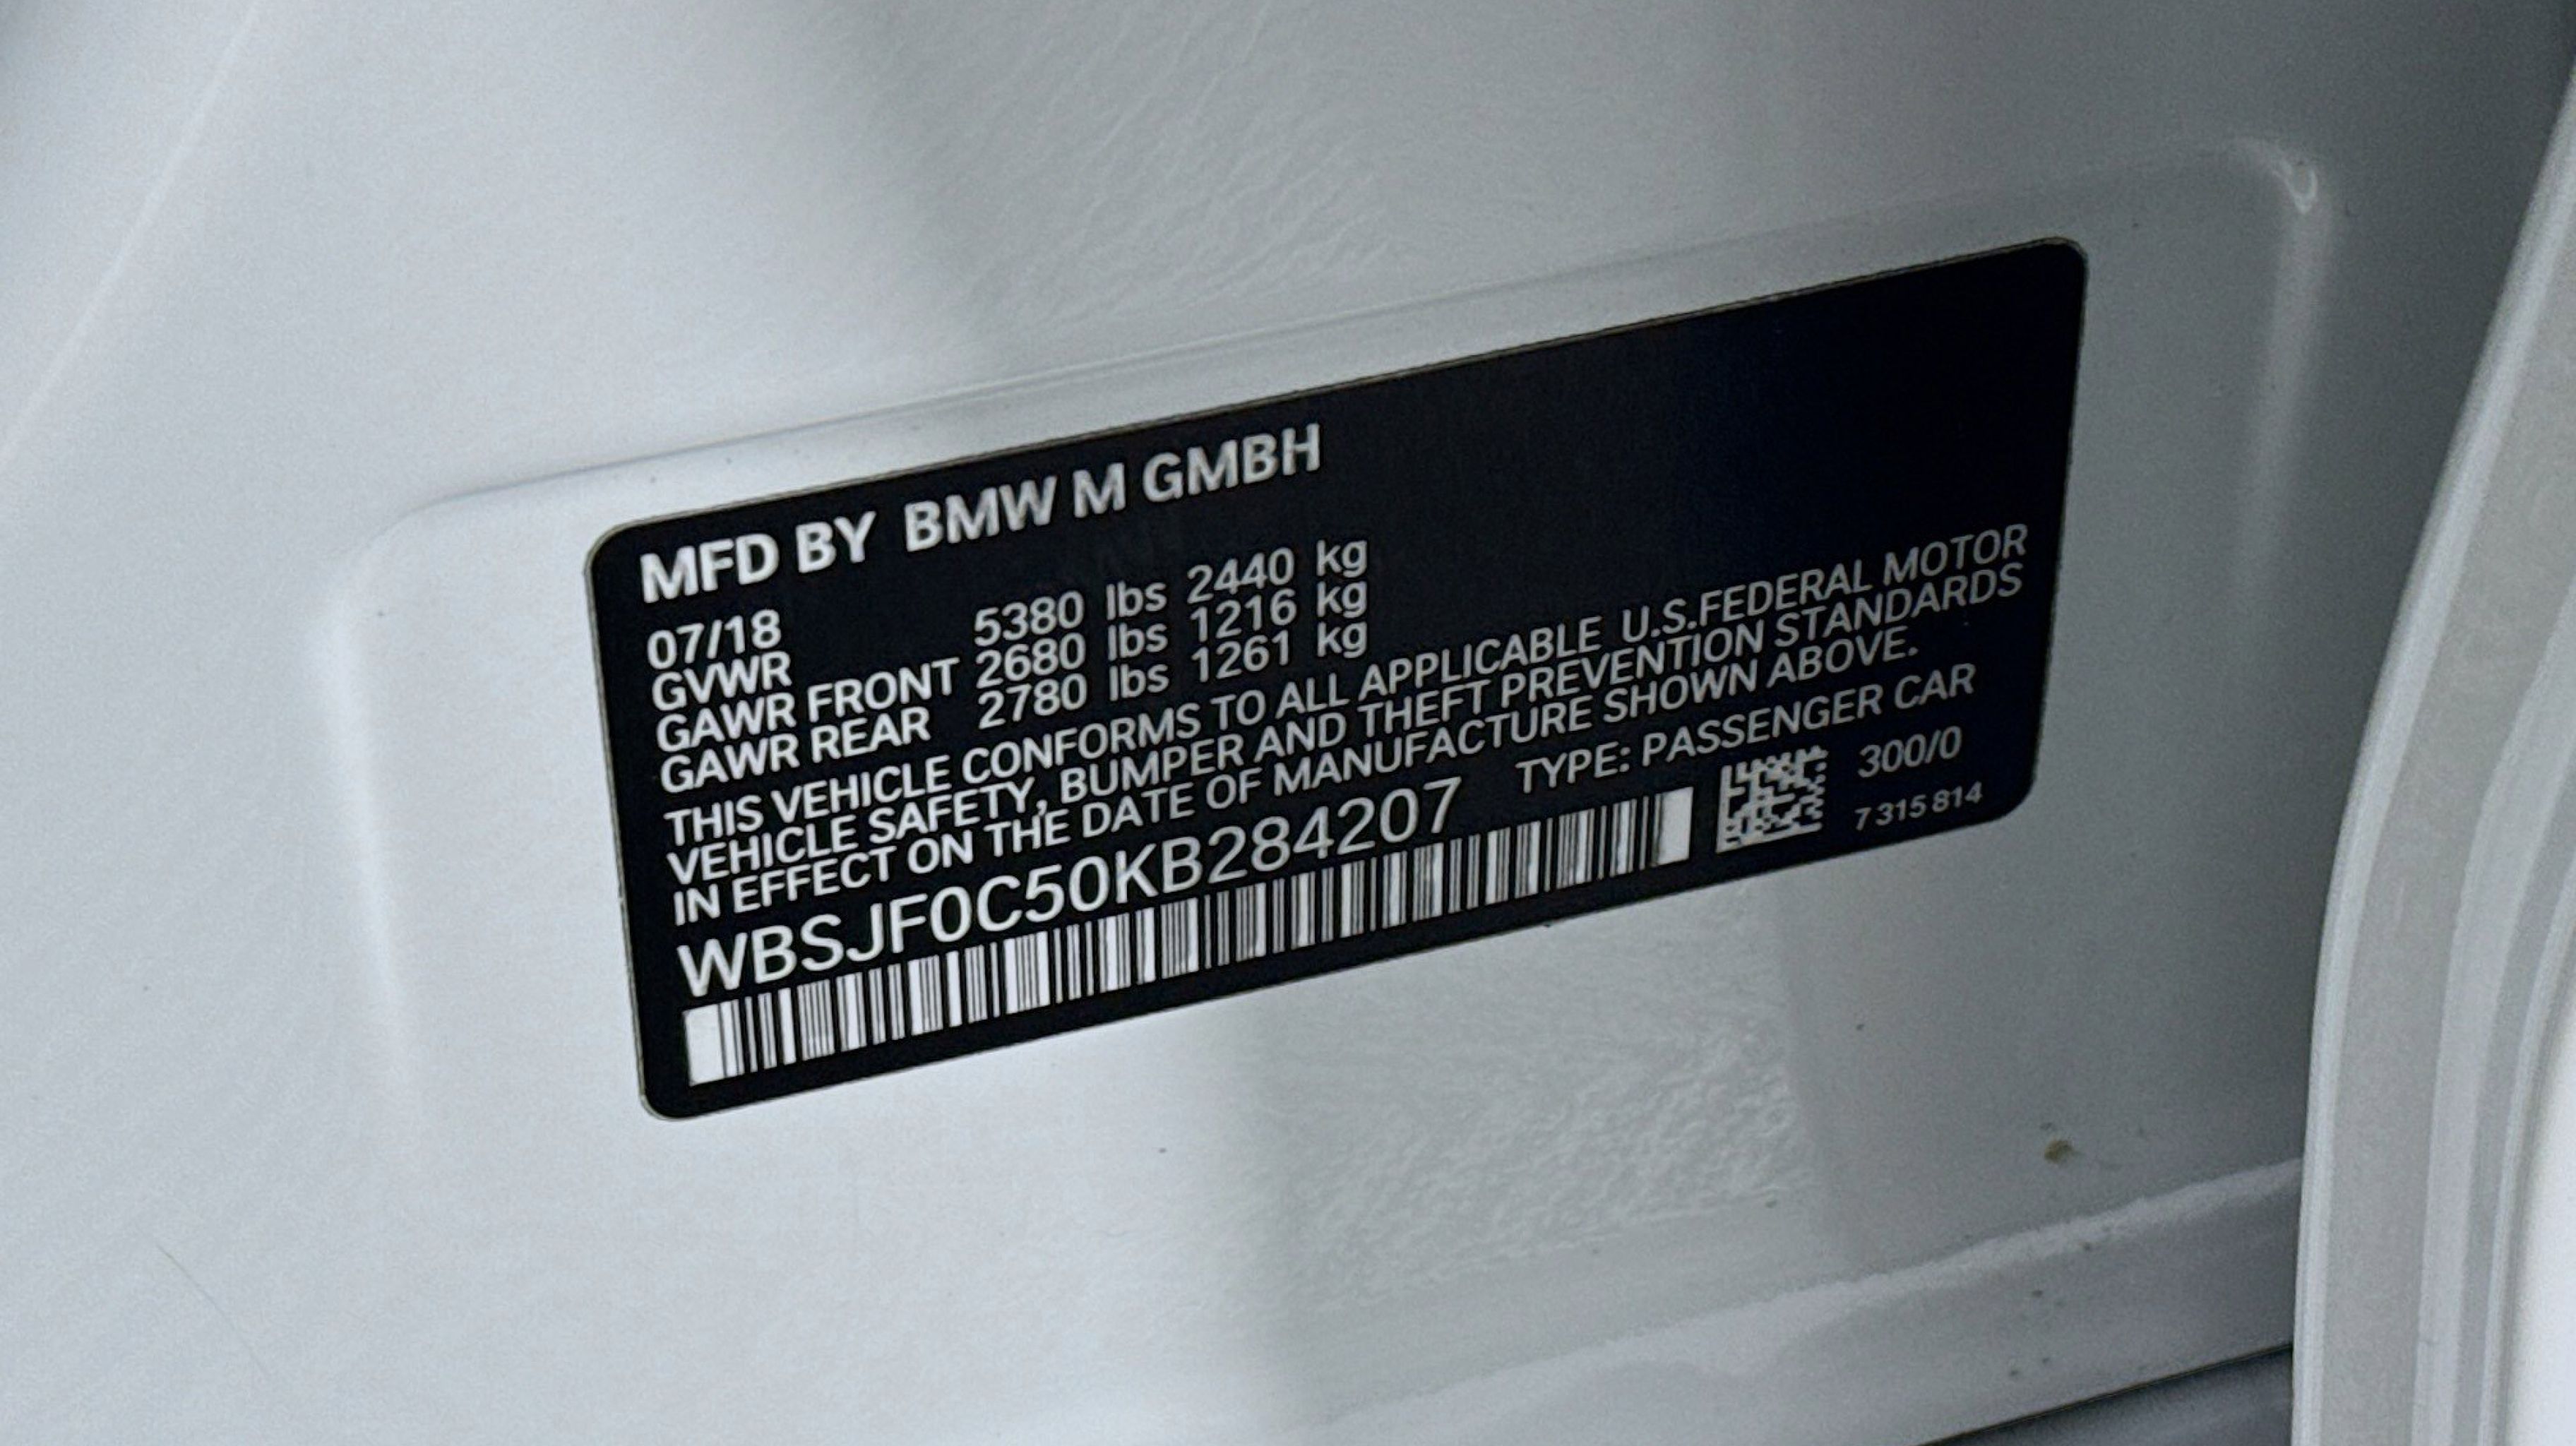 MFD BY BMW M GMBH
07/18
GVWR 5380 lbs 2440 kg
GAWR FRONT 2680 lbs 1216 kg
GAWR REAR 2780 lbs 1261 kg
THIS VEHICLE CONFORMS TO ALL APPLICABLE U.S.FEDERAL MOTOR
VEHICLE SAFETY, BUMPER AND THEFT PREVENTION STANDARDS
IN EFFECT ON THE DATE OF MANUFACTURE SHOWN ABOVE.
WBSJF0C50KB284207 TYPE: PASSENGER CAR
300/0
7 315 814